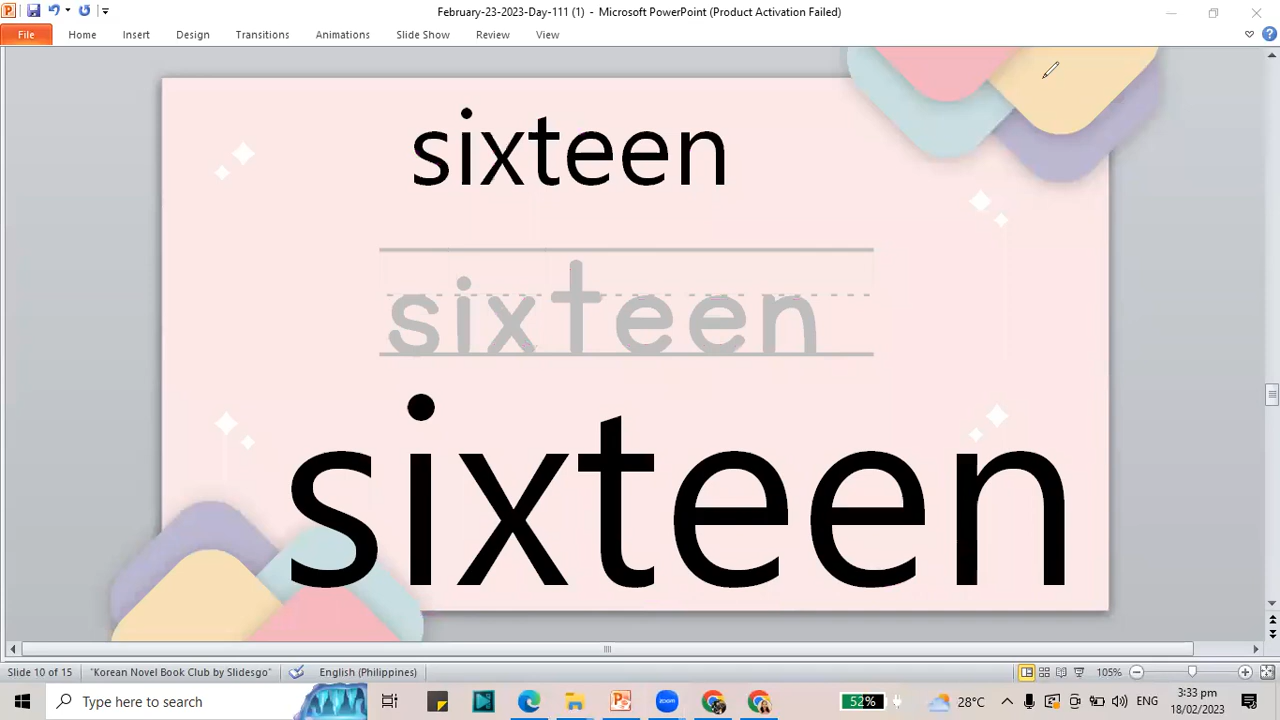 February-23-2023-Day-111 (1) - Microsoft PowerPoint (Product Activation Failed)
File Home Insert Design Transitions Animations Slide Show Review View
sixteen
sixteen
sixteen
Slide 10 of 15 "Korean Novel Book Club by Slidesgo" English (Philippines) 105%
Type here to search 52% 28°C ENG 3:33 pm
18/02/2023